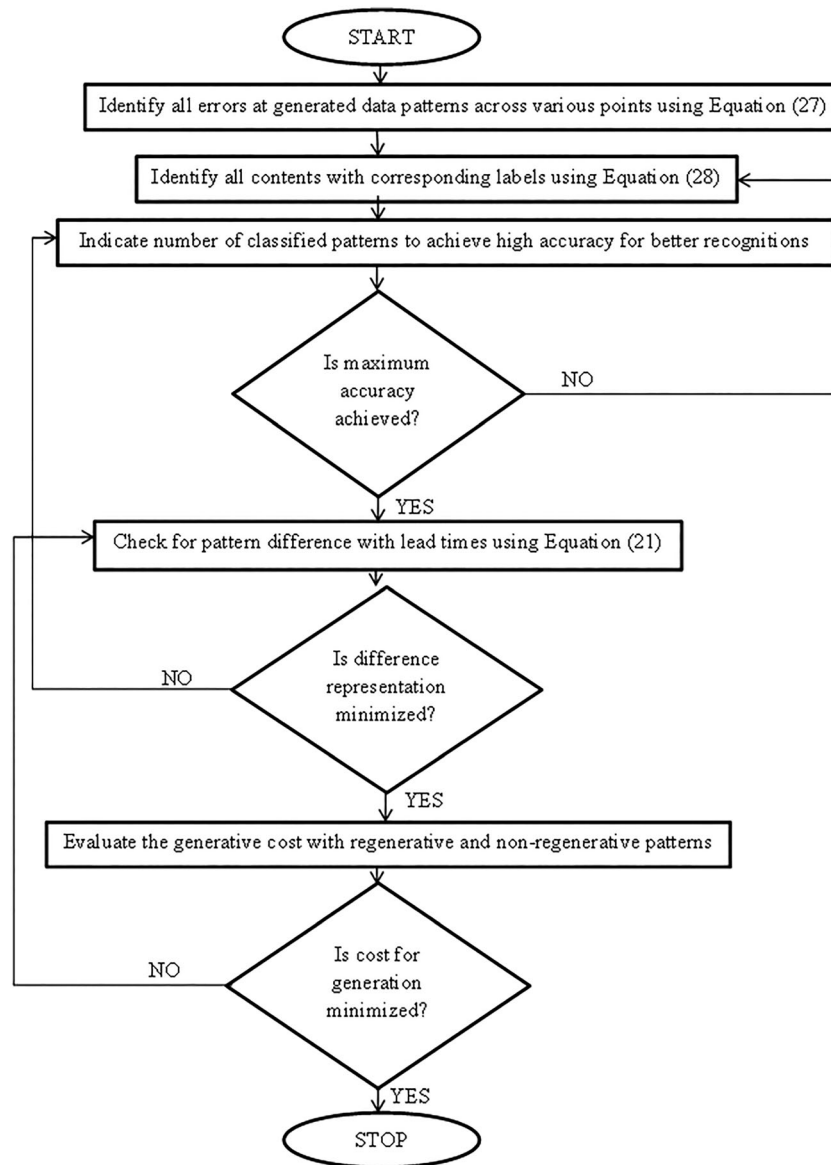 START
Identify all errors at generated data patterns across various points using Equation (27)
Identify all contents with corresponding labels using Equation (28)
Indicate number of classified patterns to achieve high accuracy for better recognitions
Is maximum
accuracy
achieved?
NO
YES
Check for pattern difference with lead times using Equation (21)
Is difference
representation
minimized?
NO
YES
Evaluate the generative cost with regenerative and non-regenerative patterns
Is cost for
generation
minimized?
NO
YES
STOP